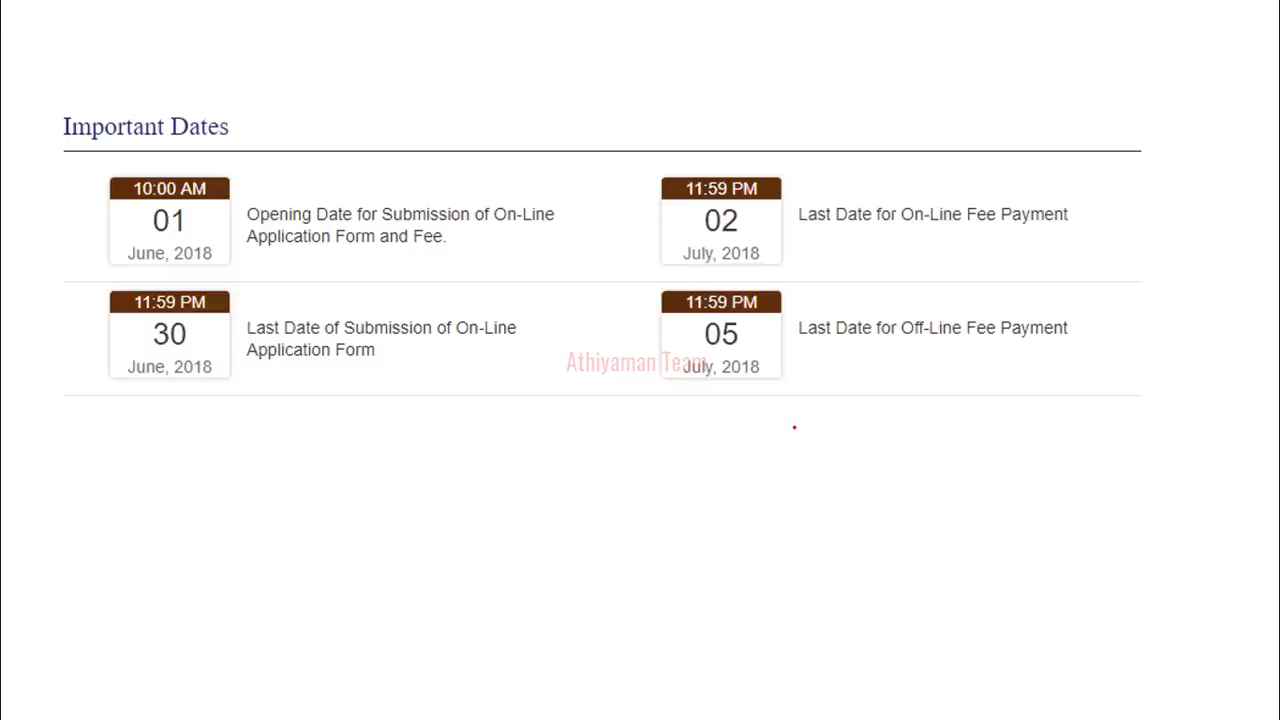 Important Dates
10:00 AM
01
June, 2018
Opening Date for Submission of On-Line
Application Form and Fee.
11:59 PM
02
July, 2018
Last Date for On-Line Fee Payment
11:59 PM
30
June, 2018
Last Date of Submission of On-Line
Application Form
11:59 PM
05
July, 2018
Last Date for Off-Line Fee Payment
Athiyaman Team